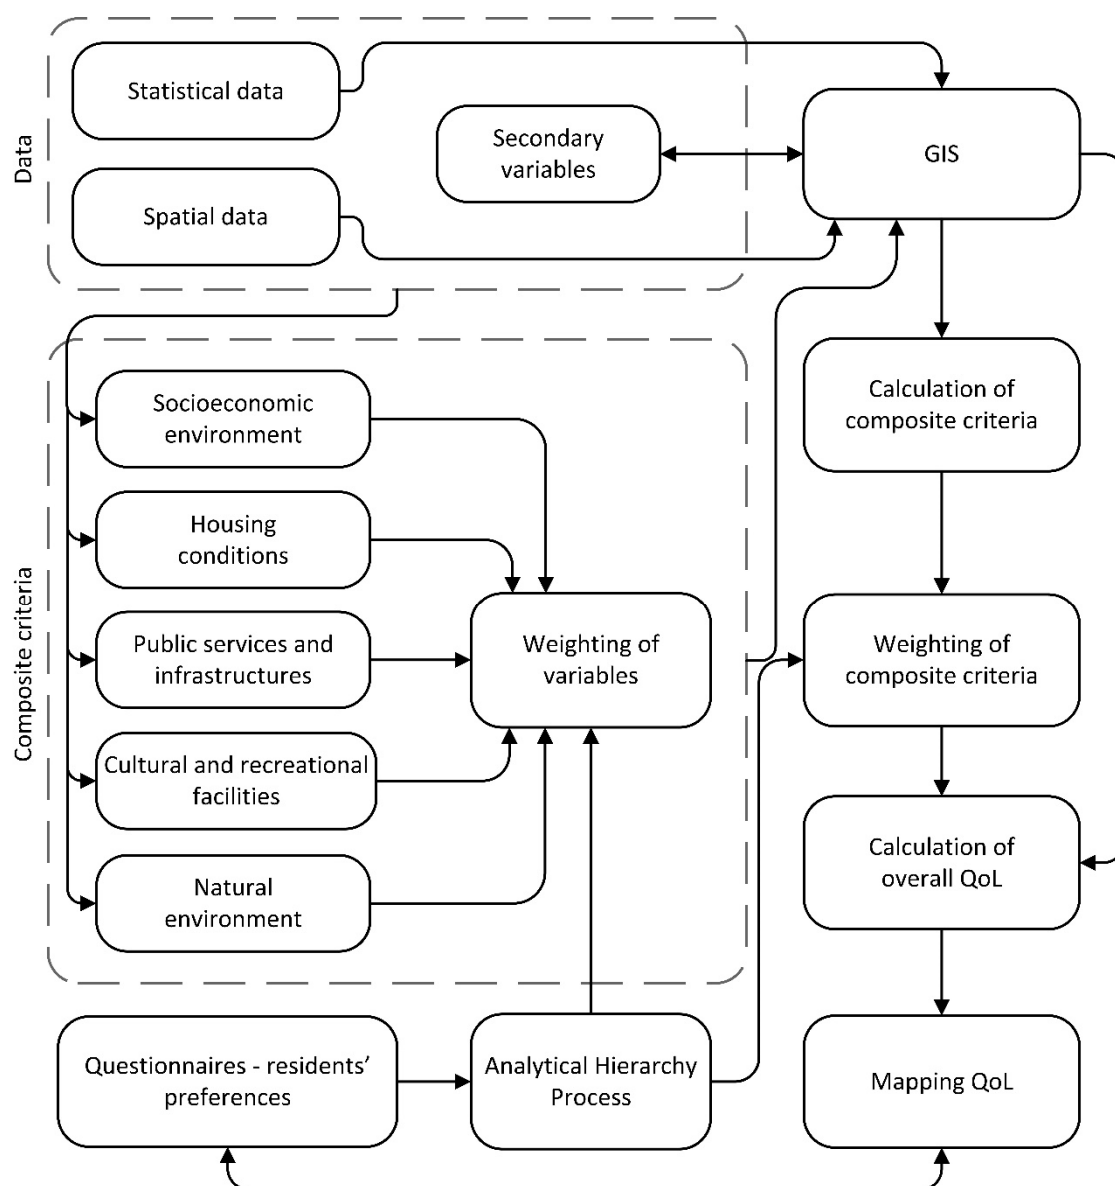 Data
Statistical data
Spatial data
Secondary
variables
GIS
Composite criteria
Socioeconomic
environment
Housing
conditions
Public services and
infrastructures
Cultural and recreational
facilities
Natural
environment
Weighting of
variables
Calculation of
composite criteria
Weighting of
composite criteria
Calculation of
overall QoL
Questionnaires - residents’
preferences
Analytical Hierarchy
Process
Mapping QoL